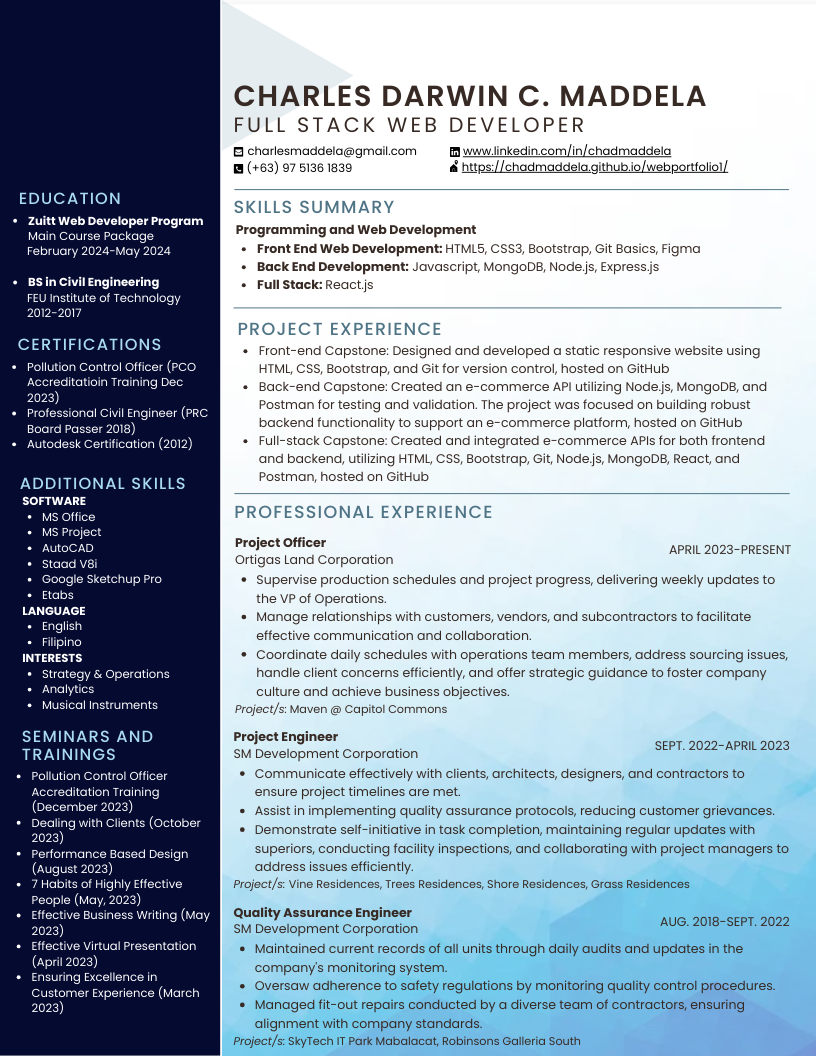 CHARLES DARWIN C. MADDELA
FULL STACK WEB DEVELOPER
charlesmaddela@gmail.com
www.linkedin.com/in/chadmaddela
(+63) 97 5136 1839
https://chadmaddela.github.io/webportfolio1/
EDUCATION
• Zuitt Web Developer Program
Main Course Package
February 2024-May 2024
• BS in Civil Engineering
FEU Institute of Technology
2012-2017
CERTIFICATIONS
• Pollution Control Officer (PCO
Accreditatioin Training Dec
2023)
• Professional Civil Engineer (PRC
Board Passer 2018)
• Autodesk Certification (2012)
ADDITIONAL SKILLS
SOFTWARE
• MS Office
• MS Project
• AutoCAD
• Staad V8i
• Google Sketchup Pro
• Etabs
LANGUAGE
• English
• Filipino
INTERESTS
• Strategy & Operations
• Analytics
• Musical Instruments
SEMINARS AND
TRAININGS
• Pollution Control Officer
Accreditation Training
(December 2023)
• Dealing with Clients (October
2023)
• Performance Based Design
(August 2023)
• 7 Habits of Highly Effective
People (May, 2023)
• Effective Business Writing (May
2023)
• Effective Virtual Presentation
(April 2023)
• Ensuring Excellence in
Customer Experience (March
2023)
SKILLS SUMMARY
Programming and Web Development
• Front End Web Development: HTML5, CSS3, Bootstrap, Git Basics, Figma
• Back End Development: Javascript, MongoDB, Node.js, Express.js
• Full Stack: React.js
PROJECT EXPERIENCE
• Front-end Capstone: Designed and developed a static responsive website using
HTML, CSS, Bootstrap, and Git for version control, hosted on GitHub
• Back-end Capstone: Created an e-commerce API utilizing Node.js, MongoDB, and
Postman for testing and validation. The project was focused on building robust
backend functionality to support an e-commerce platform, hosted on GitHub
• Full-stack Capstone: Created and integrated e-commerce APIs for both frontend
and backend, utilizing HTML, CSS, Bootstrap, Git, Node.js, MongoDB, React, and
Postman, hosted on GitHub
PROFESSIONAL EXPERIENCE
Project Officer
APRIL 2023-PRESENT
Ortigas Land Corporation
• Supervise production schedules and project progress, delivering weekly updates to
the VP of Operations.
• Manage relationships with customers, vendors, and subcontractors to facilitate
effective communication and collaboration.
• Coordinate daily schedules with operations team members, address sourcing issues,
handle client concerns efficiently, and offer strategic guidance to foster company
culture and achieve business objectives.
Project/s: Maven @ Capitol Commons
Project Engineer
SEPT. 2022-APRIL 2023
SM Development Corporation
• Communicate effectively with clients, architects, designers, and contractors to
ensure project timelines are met.
• Assist in implementing quality assurance protocols, reducing customer grievances.
• Demonstrate self-initiative in task completion, maintaining regular updates with
superiors, conducting facility inspections, and collaborating with project managers to
address issues efficiently.
Project/s: Vine Residences, Trees Residences, Shore Residences, Grass Residences
Quality Assurance Engineer
AUG. 2018-SEPT. 2022
SM Development Corporation
• Maintained current records of all units through daily audits and updates in the
company's monitoring system.
• Oversaw adherence to safety regulations by monitoring quality control procedures.
• Managed fit-out repairs conducted by a diverse team of contractors, ensuring
alignment with company standards.
Project/s: SkyTech IT Park Mabalacat, Robinsons Galleria South